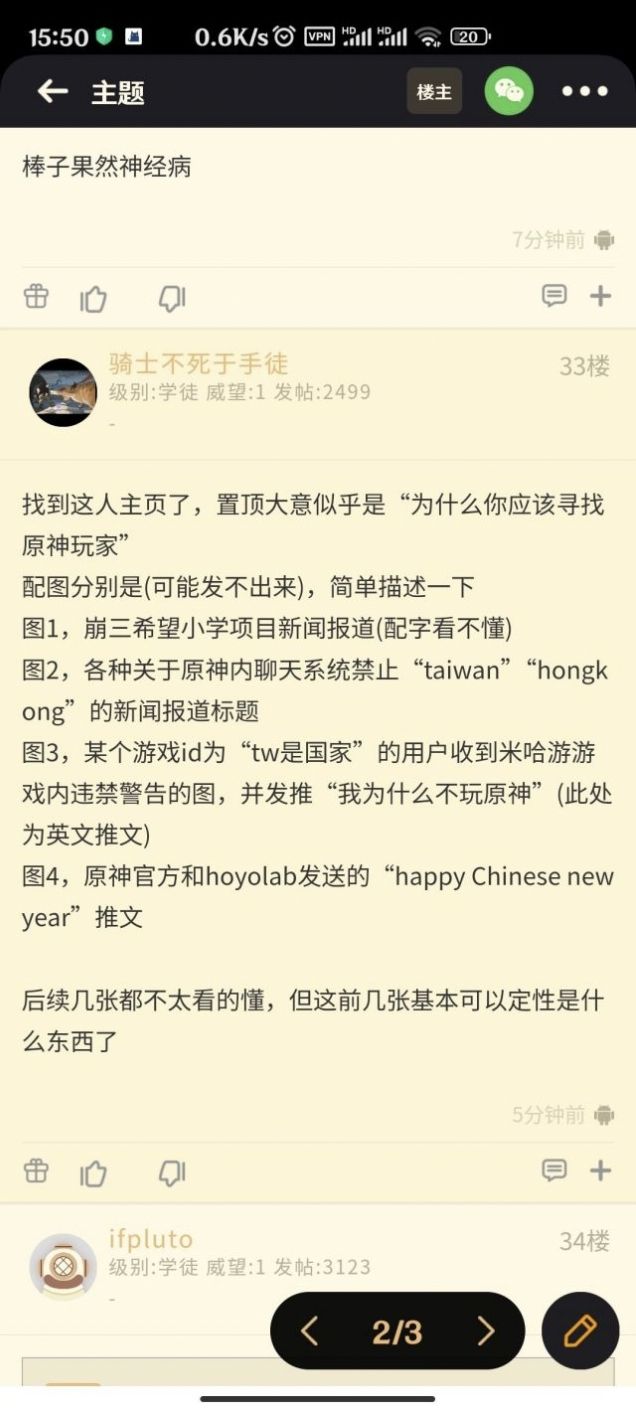 15:50
0.6K/s
VPN
HD
HD
20
主题
楼主
棒子果然神经病
7分钟前
骑士不死于手徒
33楼
级别:学徒 威望:1 发帖:2499
-
找到这人主页了，置顶大意似乎是“为什么你应该寻找
原神玩家”
配图分别是(可能发不出来)，简单描述一下
图1，崩三希望小学项目新闻报道(配字看不懂)
图2，各种关于原神内聊天系统禁止“taiwan”“hongk
ong”的新闻报道标题
图3，某个游戏id为“tw是国家”的用户收到米哈游游
戏内违禁警告的图，并发推“我为什么不玩原神”(此处
为英文推文)
图4，原神官方和hoyolab发送的“happy Chinese new
year”推文
后续几张都不太看的懂，但这前几张基本可以定性是什
么东西了
5分钟前
ifpluto
34楼
级别:学徒 威望:1 发帖:3123
-
2/3